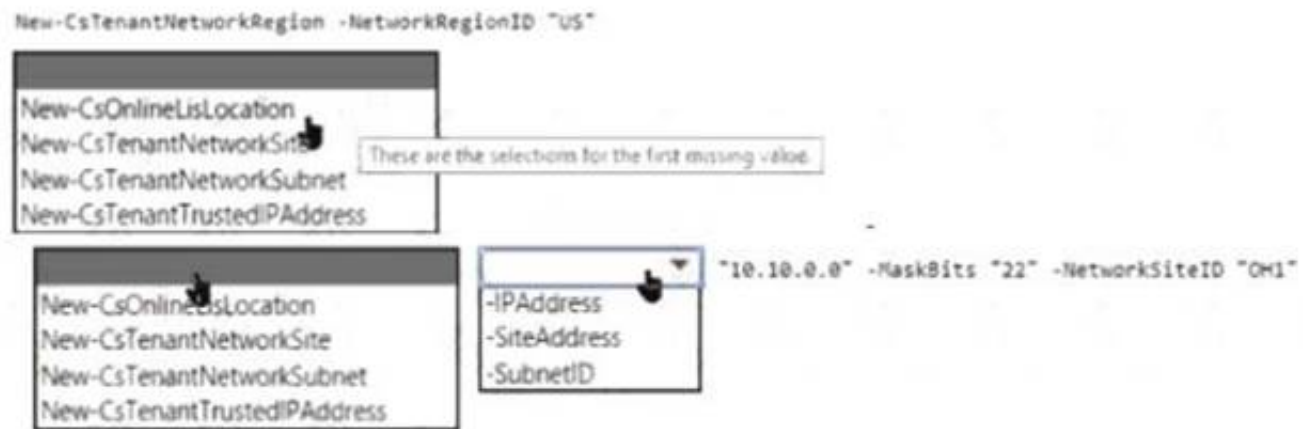 New-CsTenantNetworkRegion -NetworkRegionID "US"
New-CsOnlineLisLocation
New-CsTenantNetworkSite
These are the selections for the first missing value.
New-CsTenantNetworkSubnet
New-CsTenantTrustedIPAddress
-
"10.10.0.0" -MaskBits "22" -NetworkSiteID "OH1"
New-CsOnlineLisLocation
New-CsTenantNetworkSite
New-CsTenantNetworkSubnet
New-CsTenantTrustedIPAddress
-IPAddress
-SiteAddress
-SubnetID